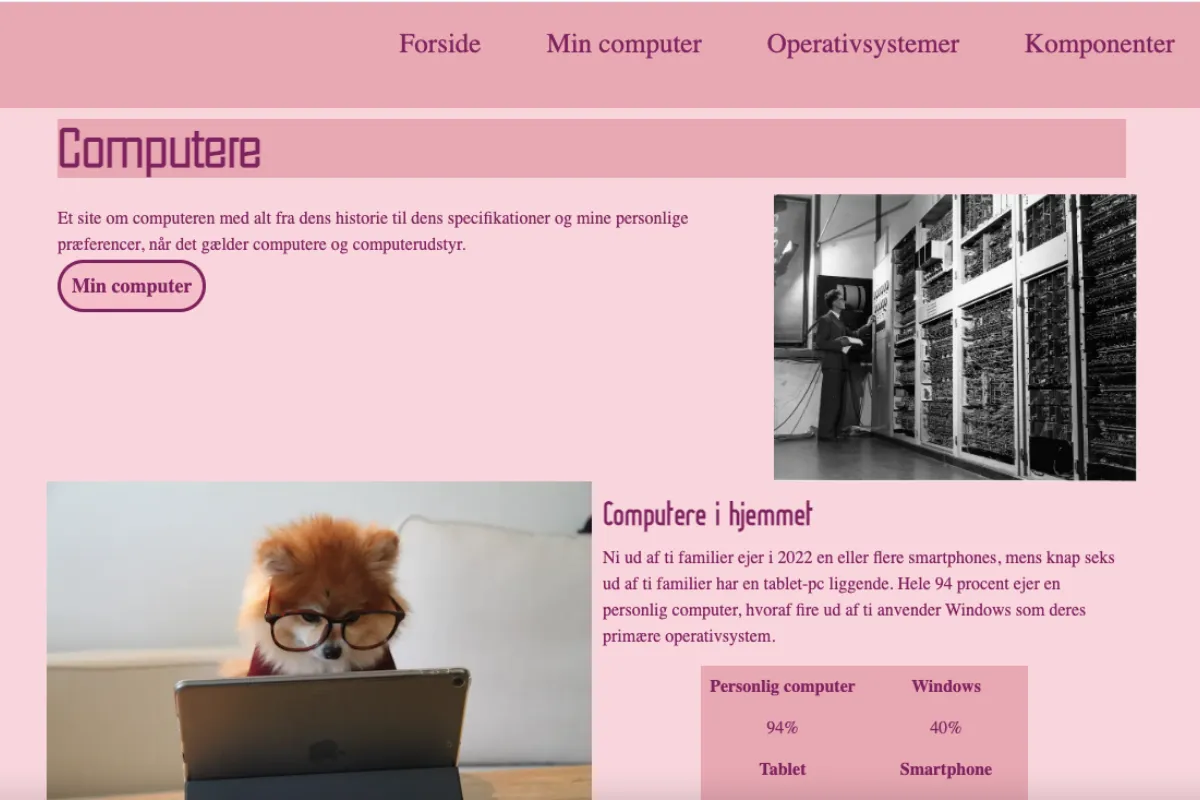 Forside Min computer Operativsystemer Komponenter
Computere
Et site om computeren med alt fra dens historie til dens specifikationer og mine personlige
præferencer, når det gælder computere og computerudstyr.
Min computer
Computere i hjemmet
Ni ud af ti familier ejer i 2022 en eller flere smartphones, mens knap seks
ud af ti familier har en tablet-pc liggende. Hele 94 procent ejer en
personlig computer, hvoraf fire ud af ti anvender Windows som deres
primære operativsystem.
Personlig computer Windows
94% 40%
Tablet Smartphone